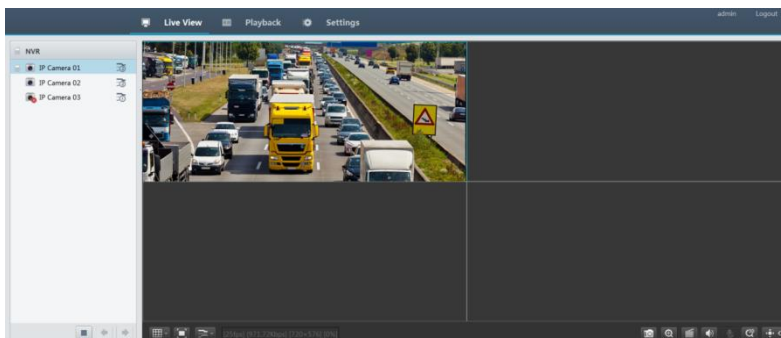 admin Logout
Live View Playback Settings
NVR
IP Camera 01
IP Camera 02
IP Camera 03